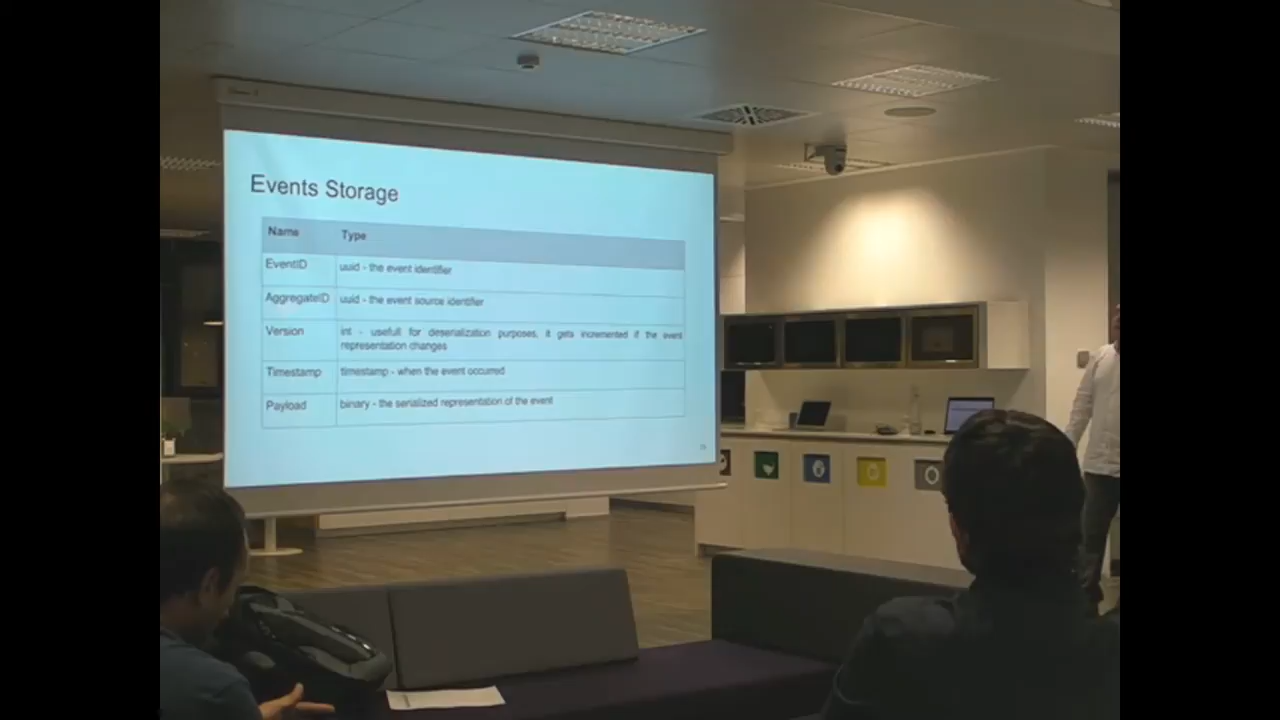 Events Storage
Name Type
EventID uuid - the event identifier
AggregateID uuid - the event source identifier
Version int - usefull for deserialization purposes, it gets incremented if the event
representation changes
Timestamp timestamp - when the event occurred
Payload binary - the serialized representation of the event